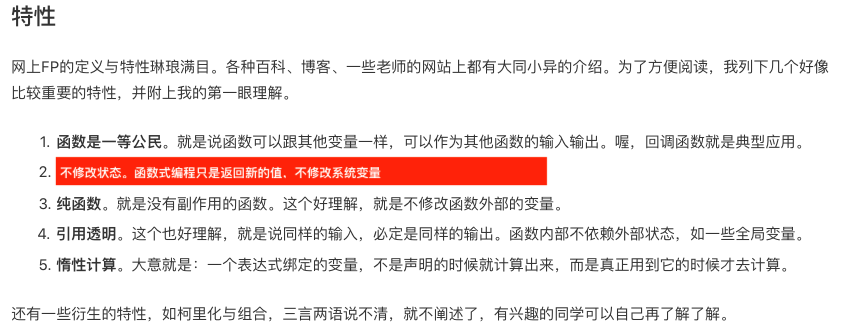 特性
网上FP的定义与特性琳琅满目。各种百科、博客、一些老师的网站上都有大同小异的介绍。为了方便阅读，我列下几个好像
比较重要的特性，并附上我的第一眼理解。
1. 函数是一等公民。就是说函数可以跟其他变量一样，可以作为其他函数的输入输出。喔，回调函数就是典型应用。
2. 不修改状态。函数式编程只是返回新的值、不修改系统变量
3. 纯函数。就是没有副作用的函数。这个好理解，就是不修改函数外部的变量。
4. 引用透明。这个也好理解，就是说同样的输入，必定是同样的输出。函数内部不依赖外部状态，如一些全局变量。
5. 惰性计算。大意就是：一个表达式绑定的变量，不是声明的时候就计算出来，而是真正用到它的时候才去计算。
还有一些衍生的特性，如柯里化与组合，三言两语说不清，就不阐述了，有兴趣的同学可以自己再了解了解。